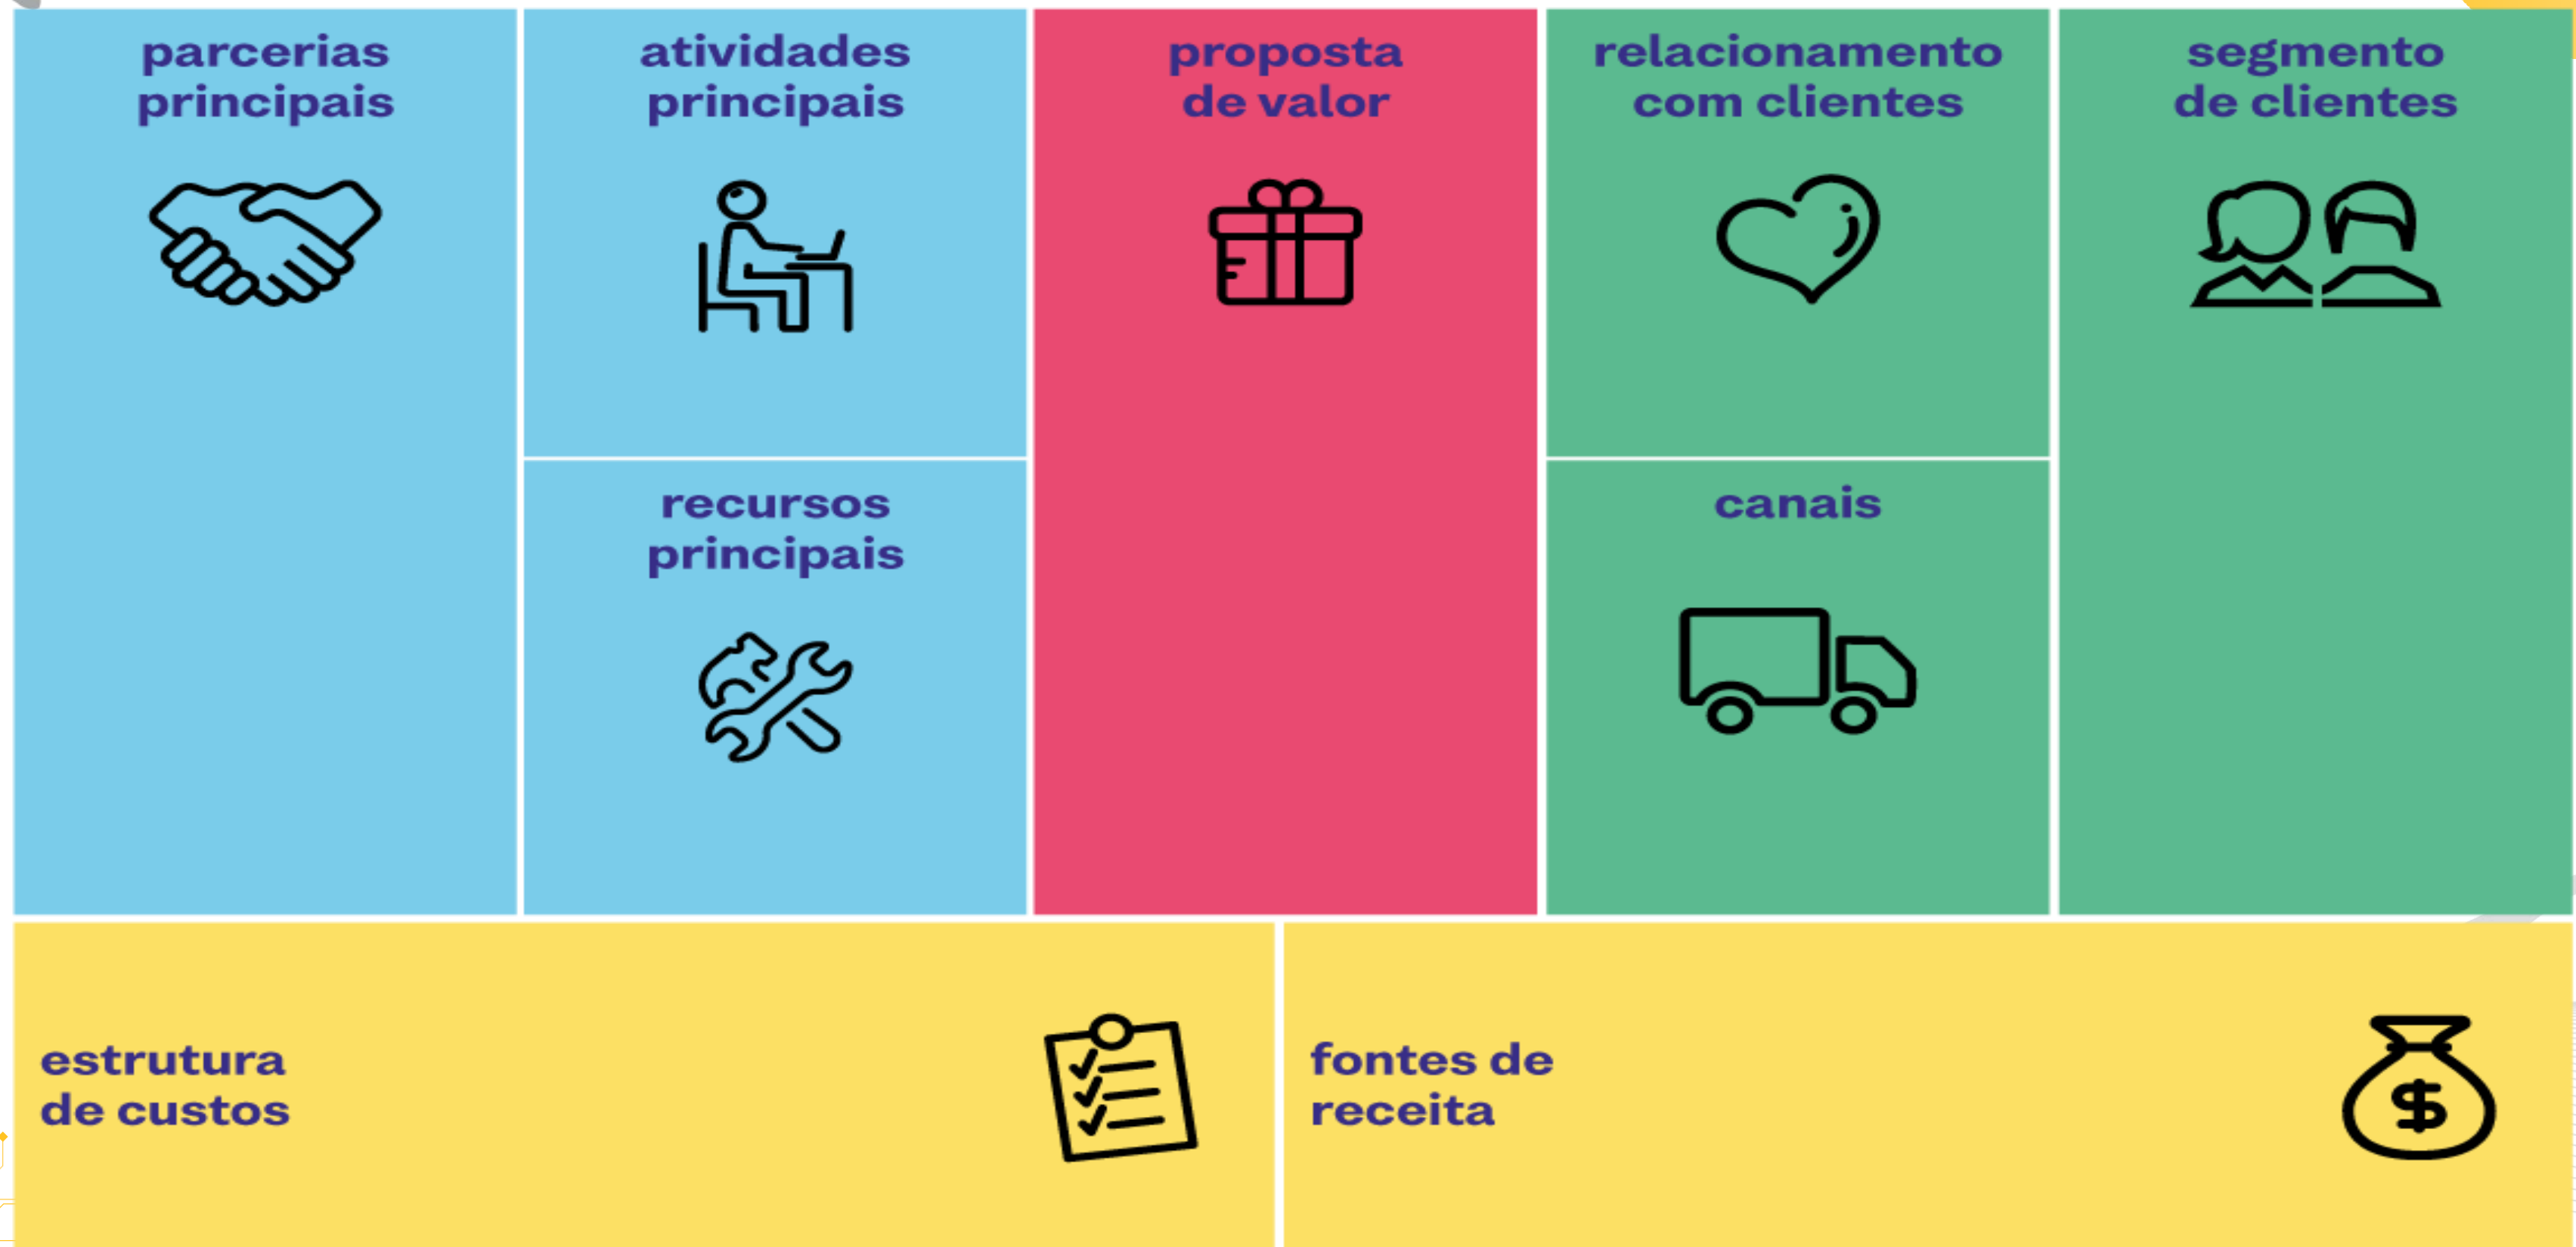 parcerias
principais
atividades
principais
recursos
principais
proposta
de valor
relacionamento
com clientes
canais
segmento
de clientes
estrutura
de custos
fontes de
receita
$